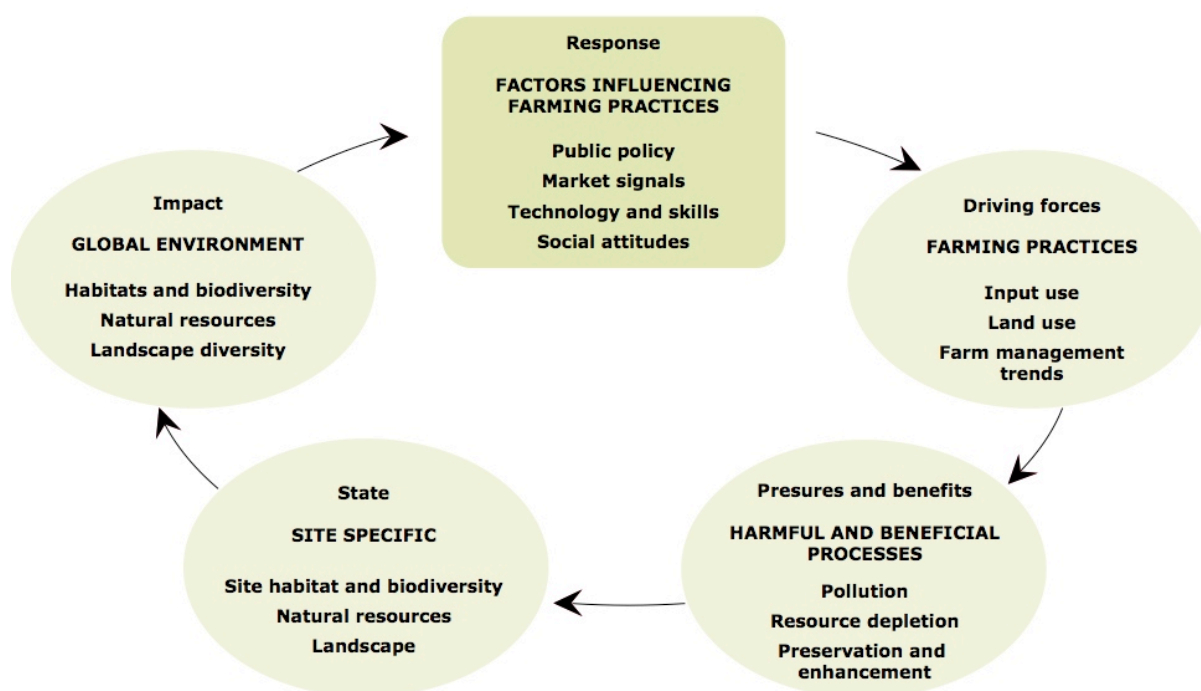 Response
FACTORS INFLUENCING
FARMING PRACTICES
Public policy
Market signals
Technology and skills
Social attitudes
Driving forces
FARMING PRACTICES
Input use
Land use
Farm management
trends
Presures and benefits
HARMFUL AND BENEFICIAL
PROCESSES
Pollution
Resource depletion
Preservation and
enhancement
State
SITE SPECIFIC
Site habitat and biodiversity
Natural resources
Landscape
Impact
GLOBAL ENVIRONMENT
Habitats and biodiversity
Natural resources
Landscape diversity